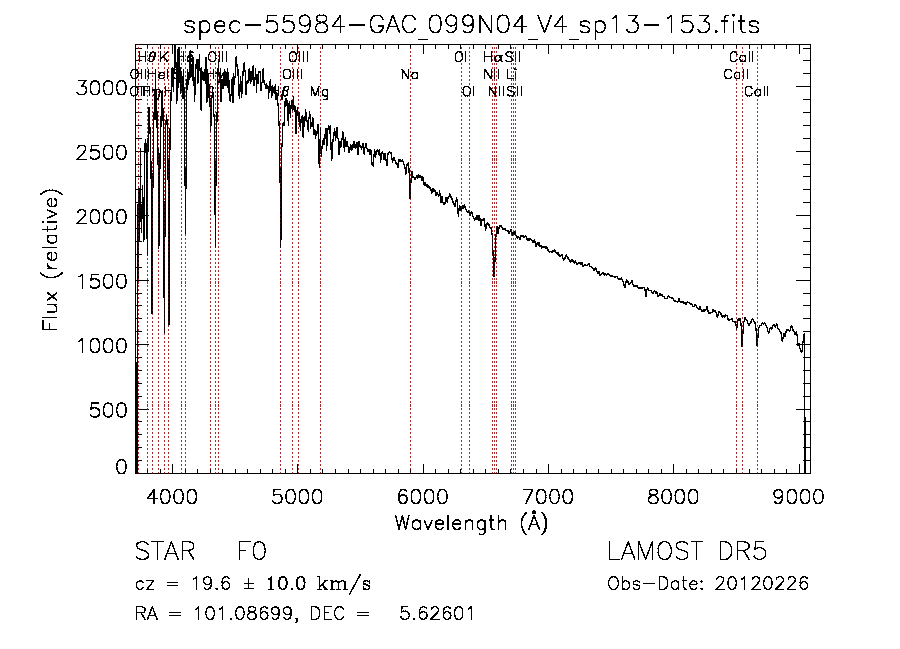 spec-55984-GAC_099N04_V4_sp13-153.fits
K OIII OI Hα SII CaII
OII HeI OIII Na NII Li CaII
Mg OI NII SII CaII
3000
2500
2000
1500
1000
500
0
Flux (relative)
4000 5000 6000 7000 8000 9000
Wavelength (Å)
STAR F0 LAMOST DR5
cz = 19.6 ± 10.0 km/s Obs-Date: 20120226
RA = 101.08699, DEC = 5.62601